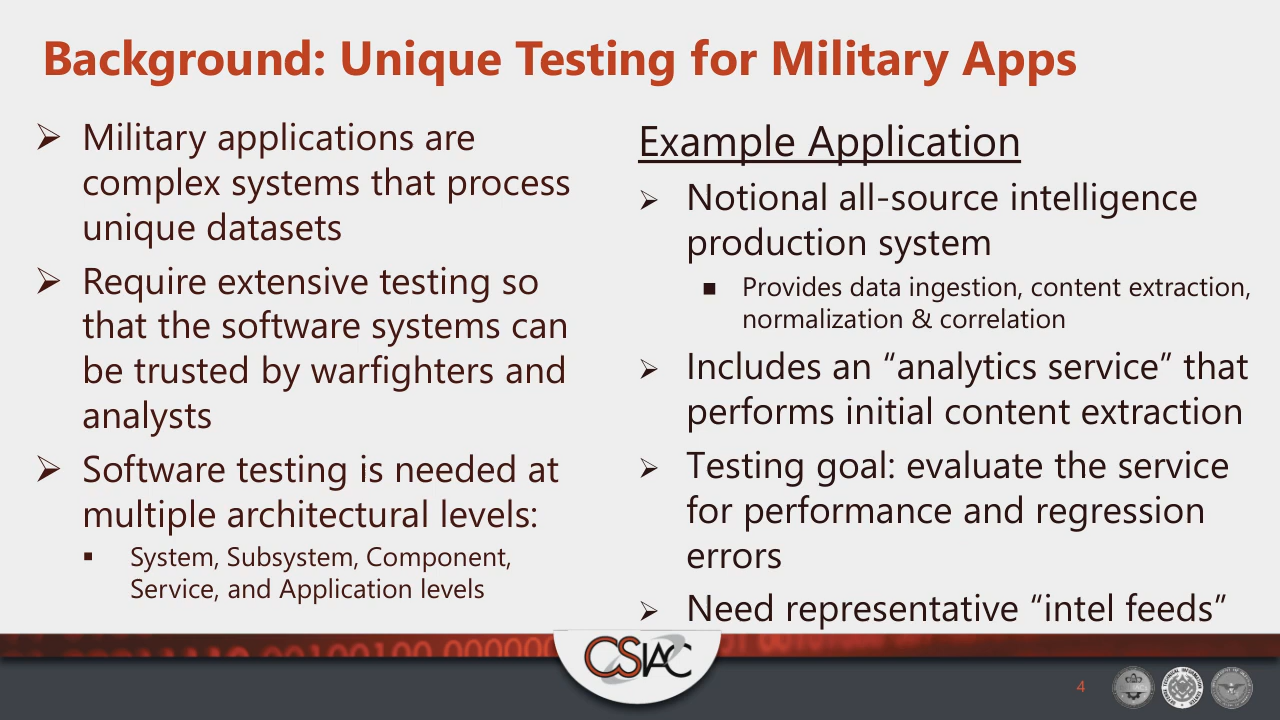 Background: Unique Testing for Military Apps
➢ Military applications are
complex systems that process
unique datasets
➢ Require extensive testing so
that the software systems can
be trusted by warfighters and
analysts
➢ Software testing is needed at
multiple architectural levels:
▪ System, Subsystem, Component,
Service, and Application levels
Example Application
➢ Notional all-source intelligence
production system
■ Provides data ingestion, content extraction,
normalization & correlation
➢ Includes an “analytics service” that
performs initial content extraction
➢ Testing goal: evaluate the service
for performance and regression
errors
➢ Need representative “intel feeds”
CSIAC
4